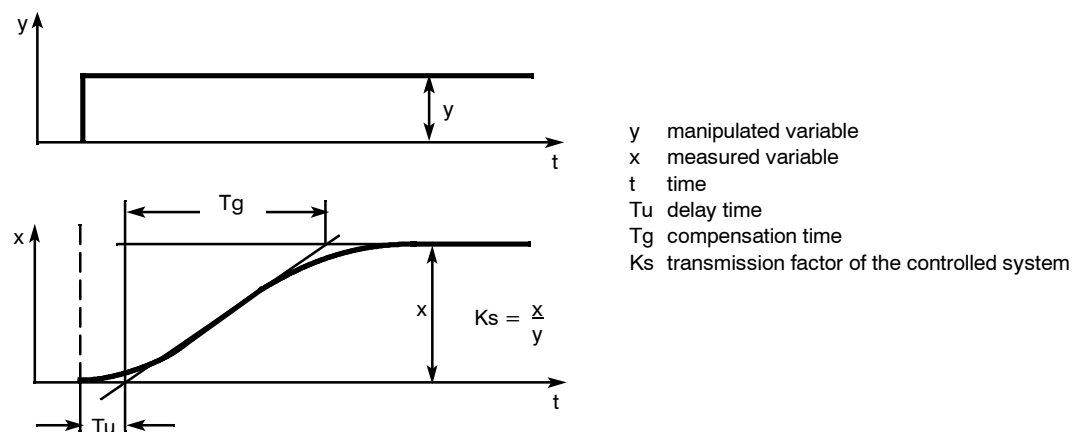 y
y
t
y manipulated variable
x measured variable
t time
Tu delay time
Tg compensation time
Ks transmission factor of the controlled system
Tg
x
x
Ks = x
y
t
Tu